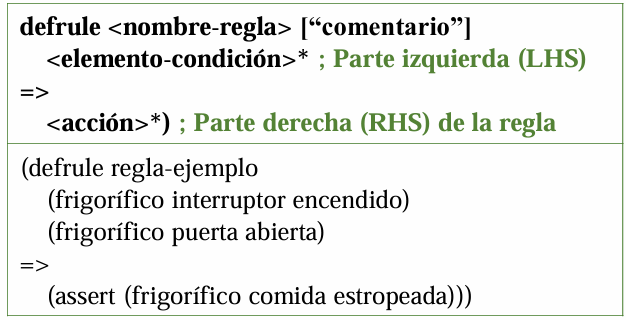 defrule <nombre-regla> [“comentario”]
<elemento-condición>* ; Parte izquierda (LHS)
=>
<acción>*) ; Parte derecha (RHS) de la regla
(defrule regla-ejemplo
(frigorífico interruptor encendido)
(frigorífico puerta abierta)
=>
(assert (frigorífico comida estropeada)))